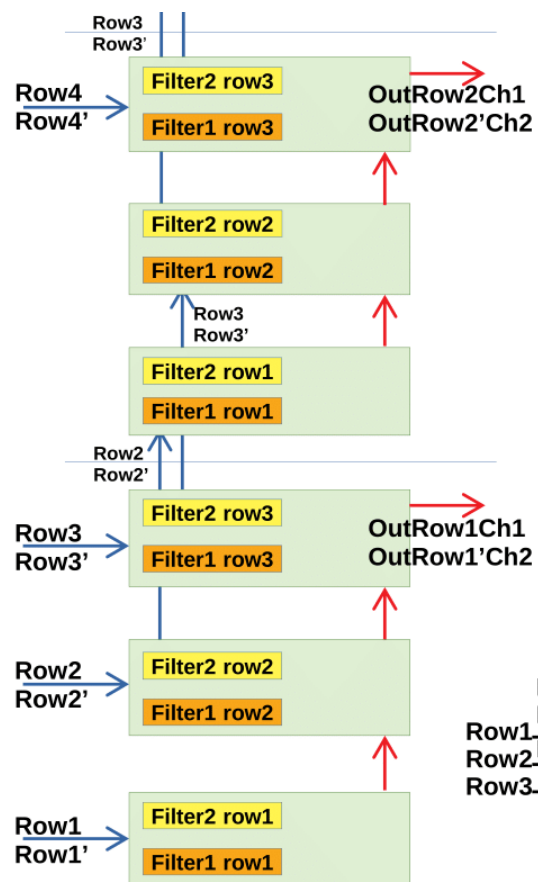 Row3
Row3’
Filter2 row3
Row4
Row4’
Filter1 row3
OutRow2Ch1
OutRow2’Ch2
Filter2 row2
Filter1 row2
Row3
Row3’
Filter2 row1
Filter1 row1
Row2
Row2’
Filter2 row3
Row3
Row3’
Filter1 row3
OutRow1Ch1
OutRow1’Ch2
Filter2 row2
Row2
Row2’
Filter1 row2
Row1
Row2
Row3
Filter2 row1
Row1
Row1’
Filter1 row1